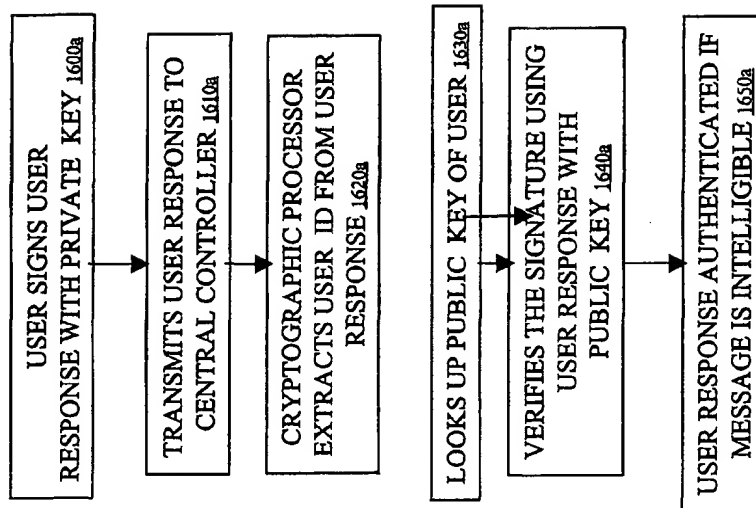 USER SIGNS USER
RESPONSE WITH PRIVATE KEY 1600a
TRANSMITS USER RESPONSE TO
CENTRAL CONTROLLER 1610a
CRYPTOGRAPHIC PROCESSOR
EXTRACTS USER ID FROM USER
RESPONSE 1620a
LOOKS UP PUBLIC KEY OF USER 1630a
VERIFIES THE SIGNATURE USING
USER RESPONSE WITH
PUBLIC KEY 1640a
USER RESPONSE AUTHENTICATED IF
MESSAGE IS INTELLIGIBLE 1650a